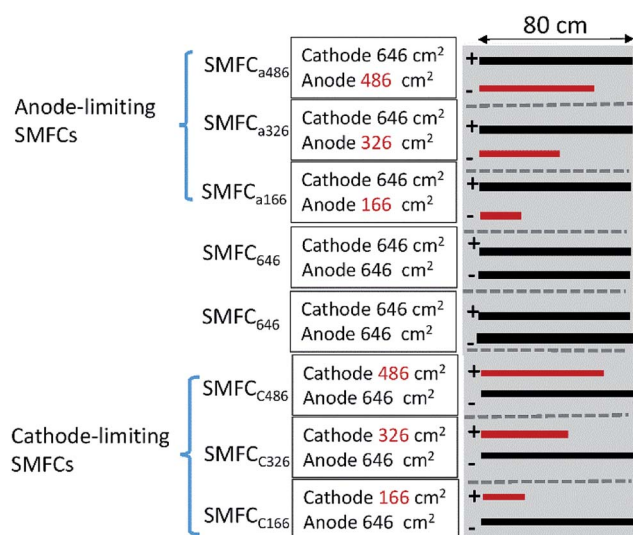 80 cm
Anode-limiting
SMFCs
SMFCa486
Cathode 646 cm²
Anode 486 cm²
+
-
SMFCa326
Cathode 646 cm²
Anode 326 cm²
+
-
SMFCa166
Cathode 646 cm²
Anode 166 cm²
+
-
SMFC646
Cathode 646 cm²
Anode 646 cm²
+
-
SMFC646
Cathode 646 cm²
Anode 646 cm²
+
-
Cathode-limiting
SMFCs
SMFCC486
Cathode 486 cm²
Anode 646 cm²
+
-
SMFCC326
Cathode 326 cm²
Anode 646 cm²
+
-
SMFCC166
Cathode 166 cm²
Anode 646 cm²
+
-